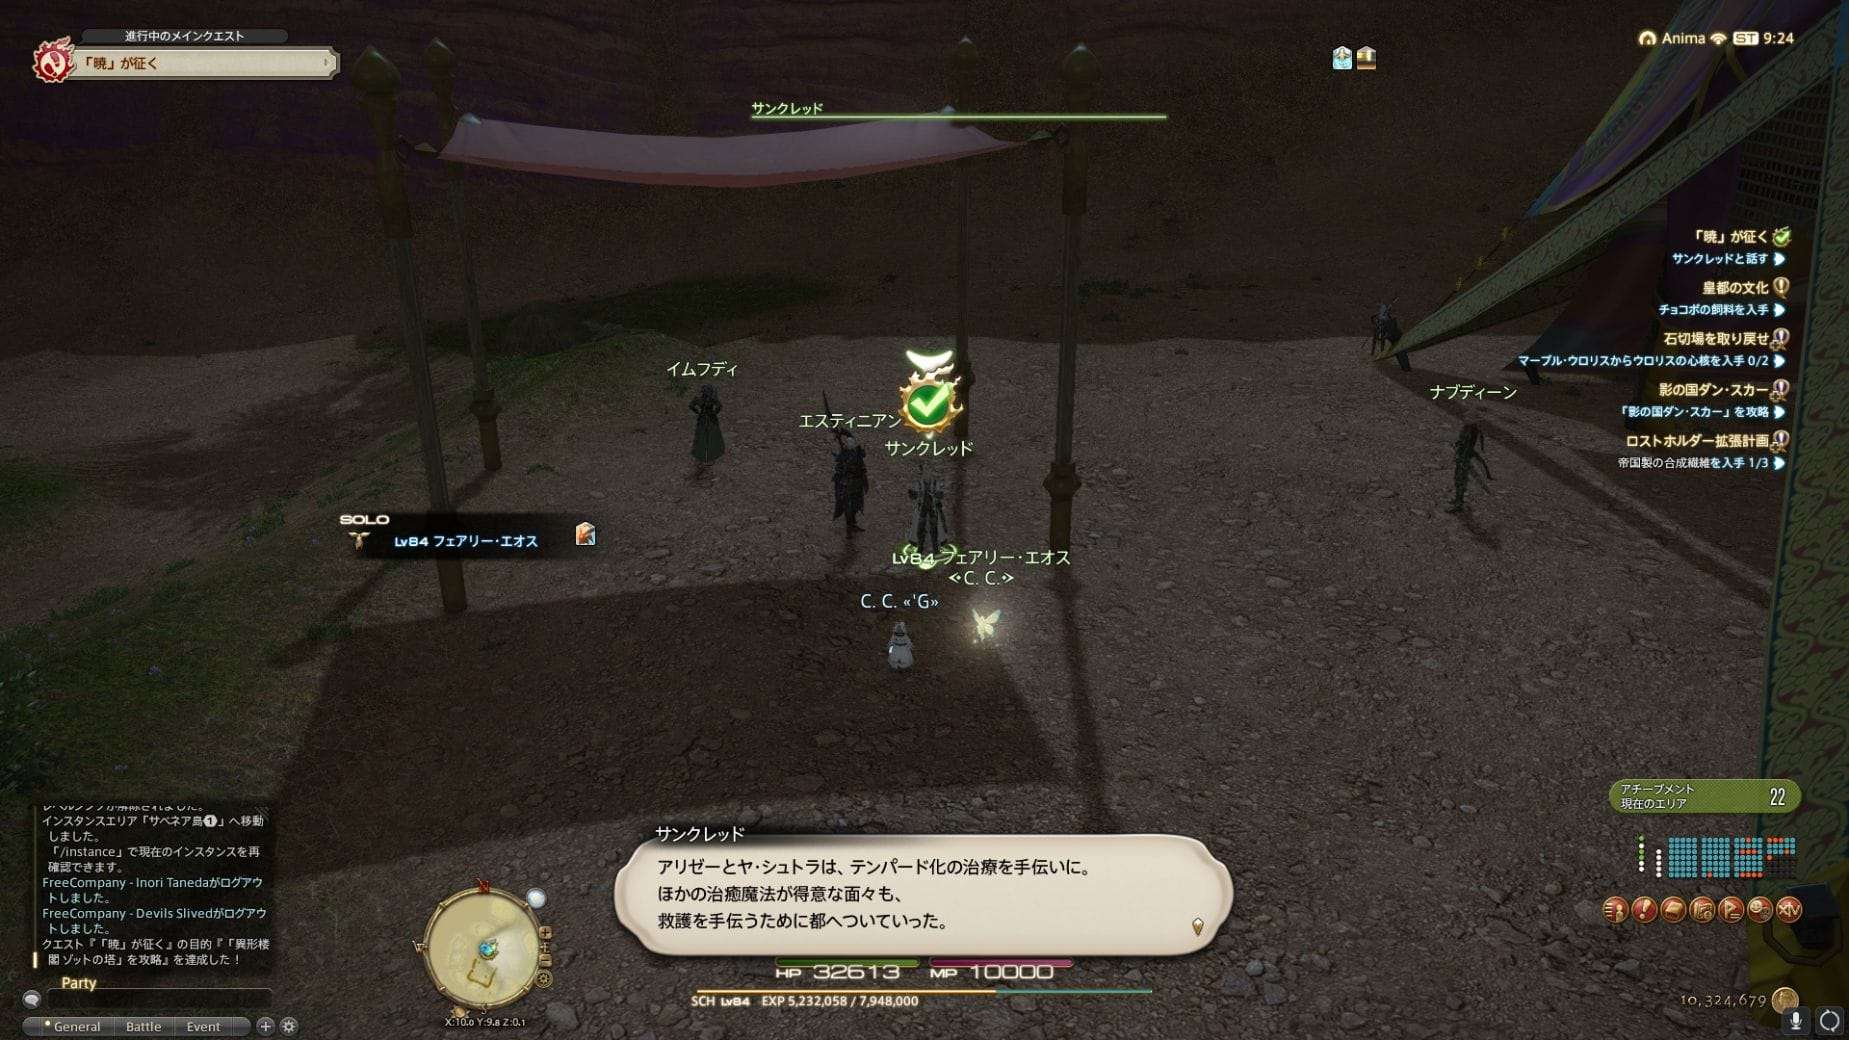 進行中のメインクエスト
「暁」が征く
サンクレッド
Anima ST 9:24
「暁」が征く
サンクレッドと話す
皇都の文化
チョコボの飼料を入手
石切場を取り戻せ
マーブル・ウロリスからウロリスの心核を入手 0/2
影の国ダン・スカー
「影の国ダン・スカー」を攻略
ロストホルダー拡張計画
帝国製の合成繊維を入手 1/3
イムフディ
エスティニアン
サンクレッド
ナブディーン
SOLO
Lv84 フェアリー・エオス
Lv84 フェアリー・エオス
«C. C.»
C. C. «'G»
アチーブメント
現在のエリア
22
レベルシンクが解除されました。
インスタンスエリア「サベネア島❶」へ移動
しました。
「/instance」で現在のインスタンスを再
確認できます。
FreeCompany - Inori Tanedaがログアウ
トしました。
FreeCompany - Devils Slivedがログアウ
トしました。
クエスト『「暁」が征く』の目的『「異形楼
閣 ゾットの塔」を攻略』を達成した！
Party
General
Battle
Event
N
W
X:10.0 Y:9.8 Z:0.1
サンクレッド
アリゼーとヤ・シュトラは、テンパード化の治療を手伝いに。
ほかの治癒魔法が得意な面々も、
救護を手伝うために都へついていった。
HP 32613
MP 10000
SCH Lv84 EXP 5,232,058 / 7,948,000
XIV
10,324,679